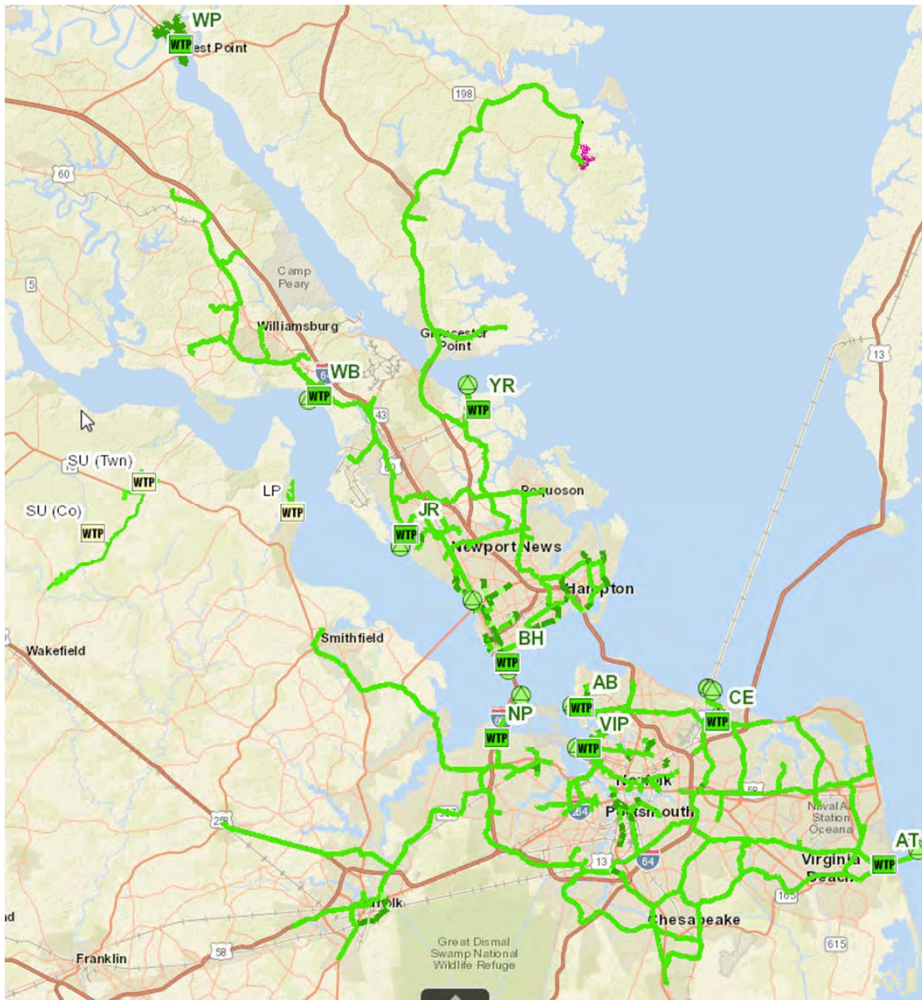 WP
WTP
est Point
198
60
Camp
Peary
5
Williamsburg
Gloucester
Point
13
WB
WTP
YR
WTP
43
SU (Twn)
WTP
LP
WTP
SU (Co)
WTP
Poquoson
JR
WTP
Newport News
Hampton
Smithfield
Wakefield
BH
WTP
AB
WTP
CE
WTP
NP
WTP
VIP
WTP
Norfolk
64
58
Portsmouth
Naval A
Station
Oceana
258
13
64
AT
WTP
Virginia
Beach
165
folk
Chesapeake
615
58
Franklin
Great Dismal
Swamp National
Wildlife Refuge